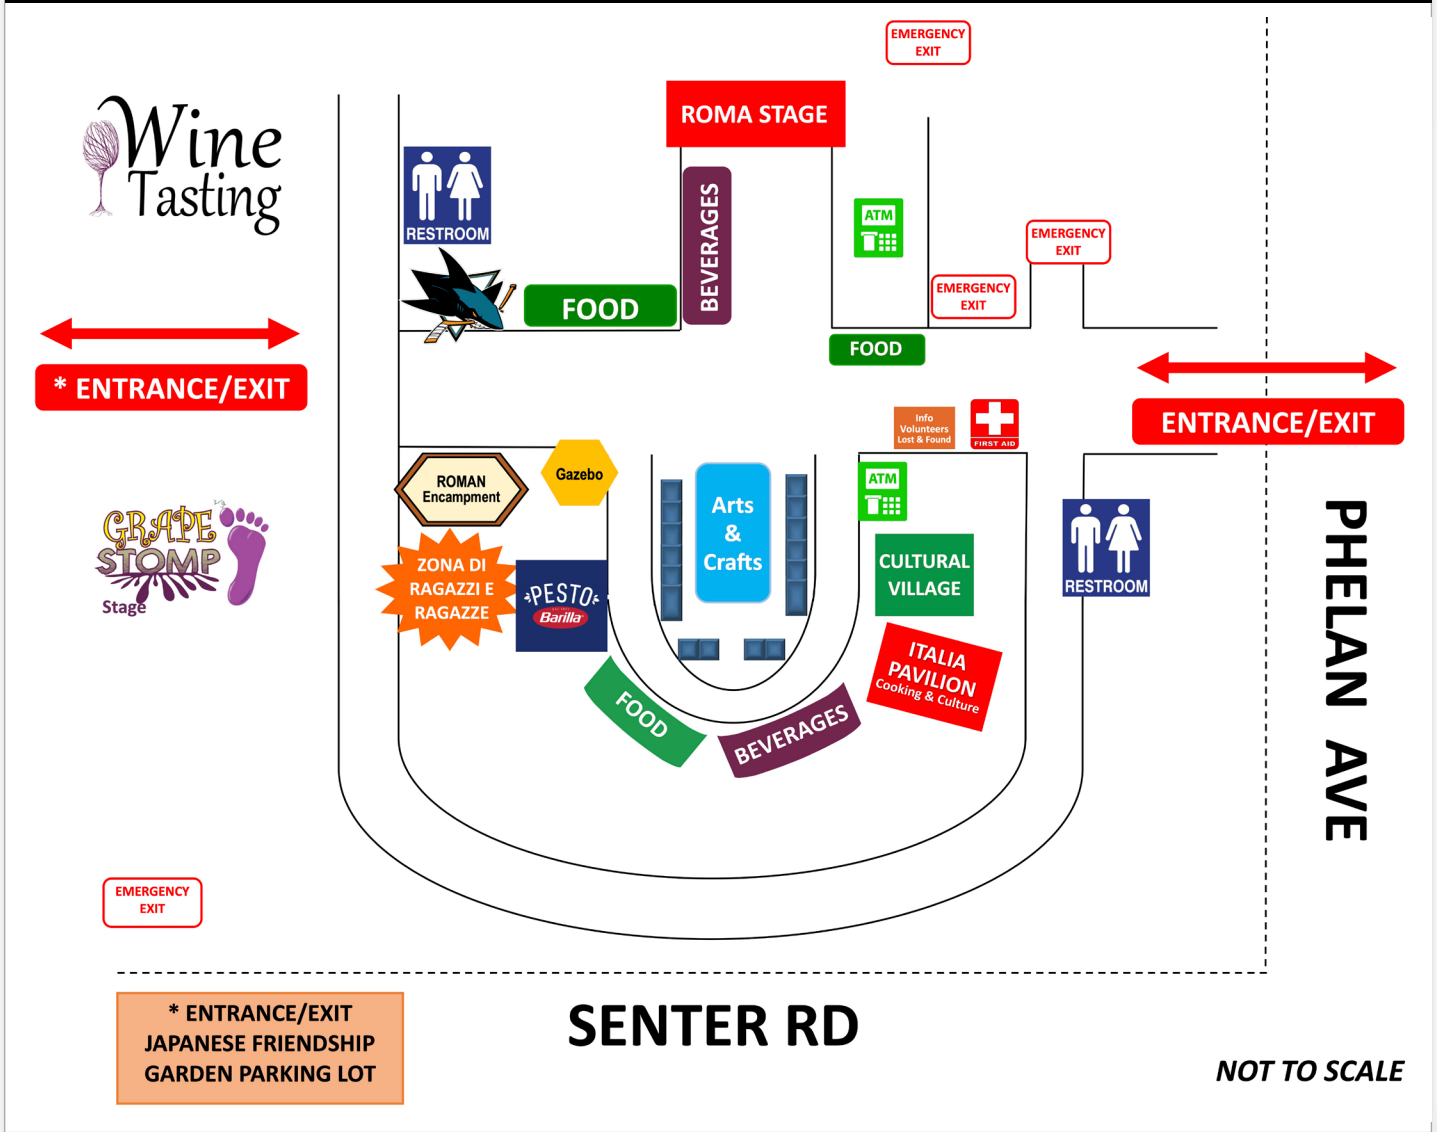 EMERGENCY
EXIT
ROMA STAGE
Wine
Tasting
RESTROOM
BEVERAGES
ATM
EMERGENCY
EXIT
EMERGENCY
EXIT
FOOD
FOOD
* ENTRANCE/EXIT
ENTRANCE/EXIT
Info
Volunteers
Lost & Found
FIRST AID
ROMAN
Encampment
Gazebo
Arts
&
Crafts
ATM
GRAPE
STOMP
Stage
ZONA DI
RAGAZZI E
RAGAZZE
PESTO
Barilla
CULTURAL
VILLAGE
RESTROOM
PHELAN AVE
ITALIA
PAVILION
Cooking & Culture
FOOD
BEVERAGES
EMERGENCY
EXIT
* ENTRANCE/EXIT
JAPANESE FRIENDSHIP
GARDEN PARKING LOT
SENTER RD
NOT TO SCALE